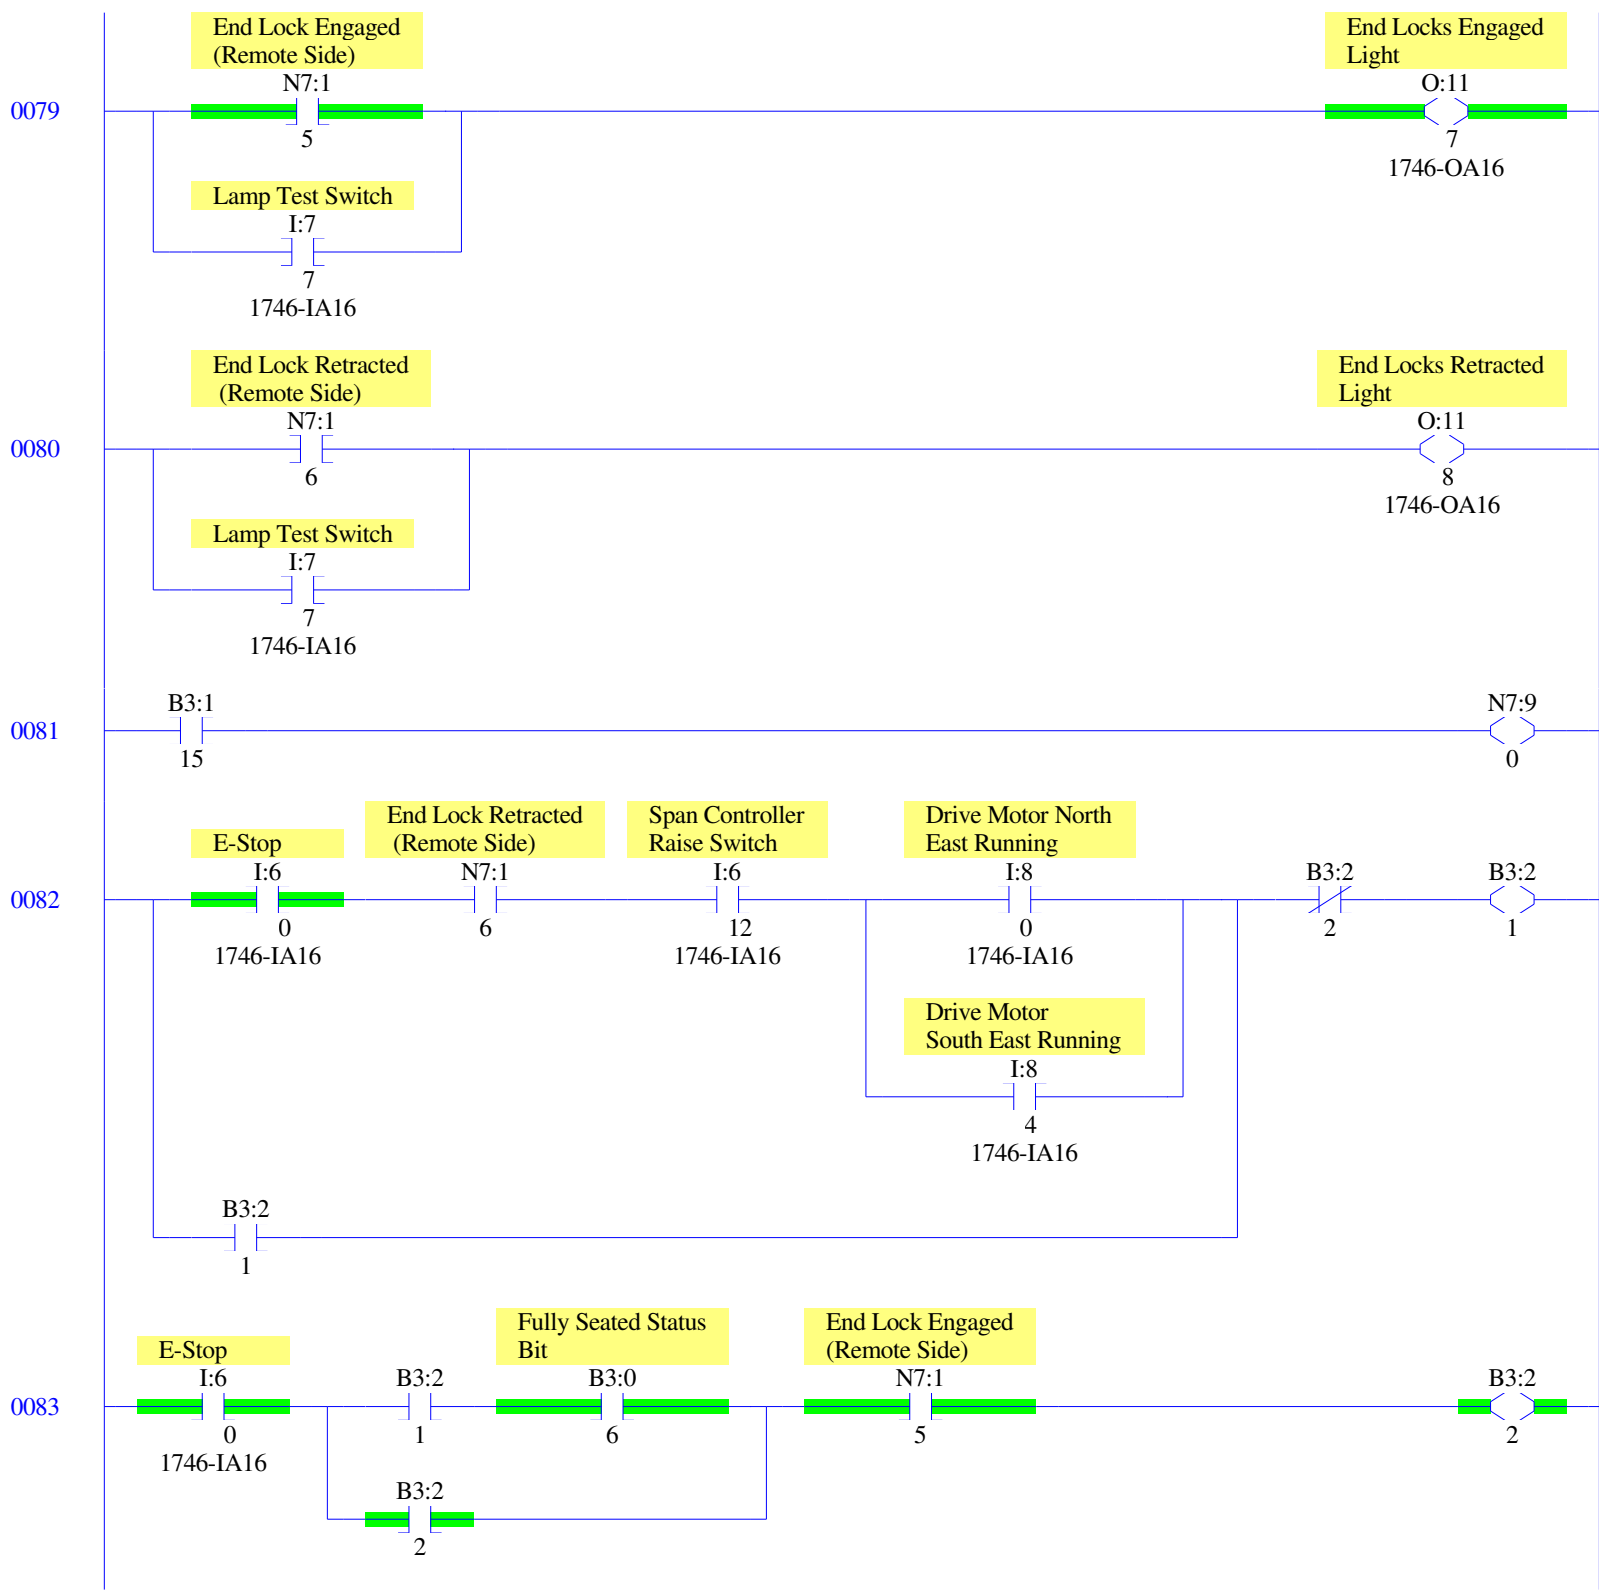 End Lock Engaged
(Remote Side)
N7:1
5
End Locks Engaged
Light
O:11
7
1746-OA16
0079
Lamp Test Switch
I:7
7
1746-IA16
End Lock Retracted
(Remote Side)
N7:1
6
End Locks Retracted
Light
O:11
8
1746-OA16
0080
Lamp Test Switch
I:7
7
1746-IA16
0081
B3:1
15
N7:9
0
0082
E-Stop
I:6
0
1746-IA16
End Lock Retracted
(Remote Side)
N7:1
6
Span Controller
Raise Switch
I:6
12
1746-IA16
Drive Motor North
East Running
I:8
0
1746-IA16
B3:2
2
B3:2
1
Drive Motor
South East Running
I:8
4
1746-IA16
B3:2
1
0083
E-Stop
I:6
0
1746-IA16
B3:2
1
Fully Seated Status
Bit
B3:0
6
End Lock Engaged
(Remote Side)
N7:1
5
B3:2
2
B3:2
2